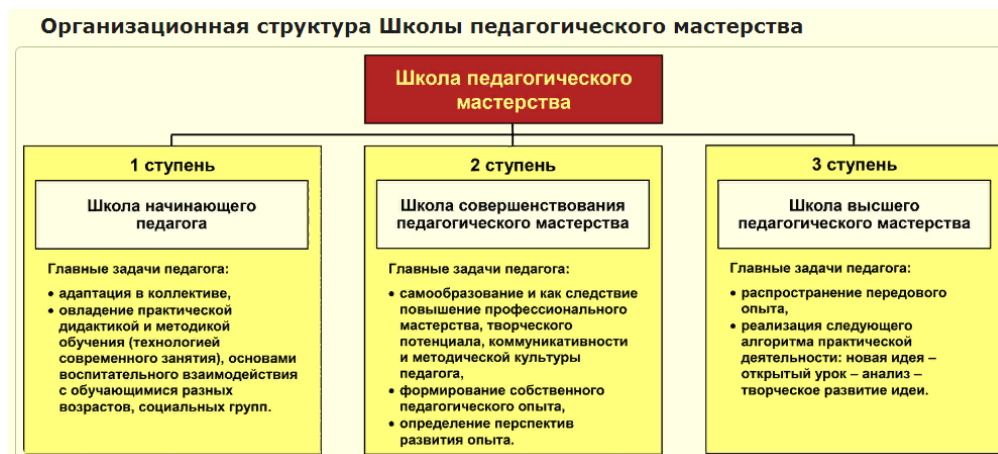 Организационная структура Школы педагогического мастерства
Школа педагогического
мастерства
1 ступень
Школа начинающего
педагога
Главные задачи педагога:
• адаптация в коллективе,
• овладение практической
дидактикой и методикой
обучения (технологией
современного занятия), основами
воспитательного взаимодействия
с обучающимися разных
возрастов, социальных групп.
2 ступень
Школа совершенствования
педагогического мастерства
Главные задачи педагога:
• самообразование и как следствие
повышение профессионального
мастерства, творческого
потенциала, коммуникативности
и методической культуры
педагога,
• формирование собственного
педагогического опыта,
• определение перспектив
развития опыта.
3 ступень
Школа высшего
педагогического мастерства
Главные задачи педагога:
• распространение передового
опыта,
• реализация следующего
алгоритма практической
деятельности: новая идея –
открытый урок – анализ –
творческое развитие идеи.